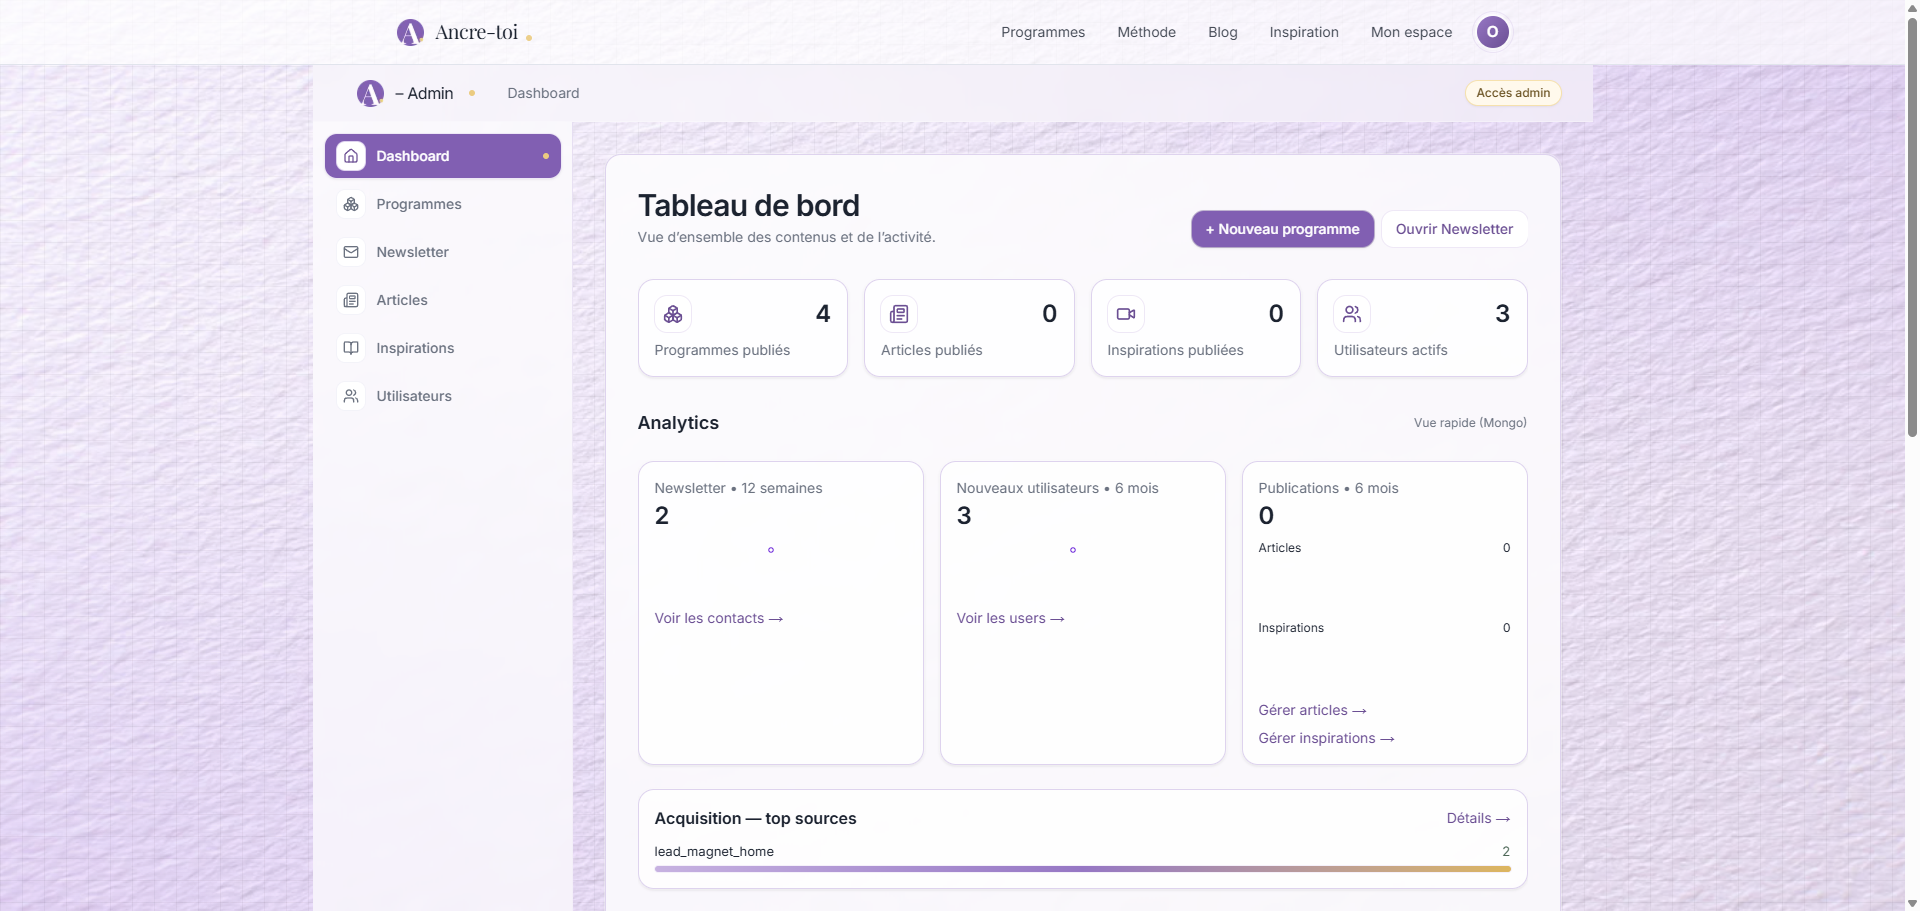 Ancre-toi
Programmes Méthode Blog Inspiration Mon espace O
– Admin Dashboard Accès admin
Dashboard
Programmes
Newsletter
Articles
Inspirations
Utilisateurs
Tableau de bord
Vue d’ensemble des contenus et de l’activité.
+ Nouveau programme Ouvrir Newsletter
4
Programmes publiés
0
Articles publiés
0
Inspirations publiées
3
Utilisateurs actifs
Analytics Vue rapide (Mongo)
Newsletter • 12 semaines
2
Voir les contacts →
Nouveaux utilisateurs • 6 mois
3
Voir les users →
Publications • 6 mois
0
Articles 0
Inspirations 0
Gérer articles →
Gérer inspirations →
Acquisition — top sources Détails →
lead_magnet_home 2